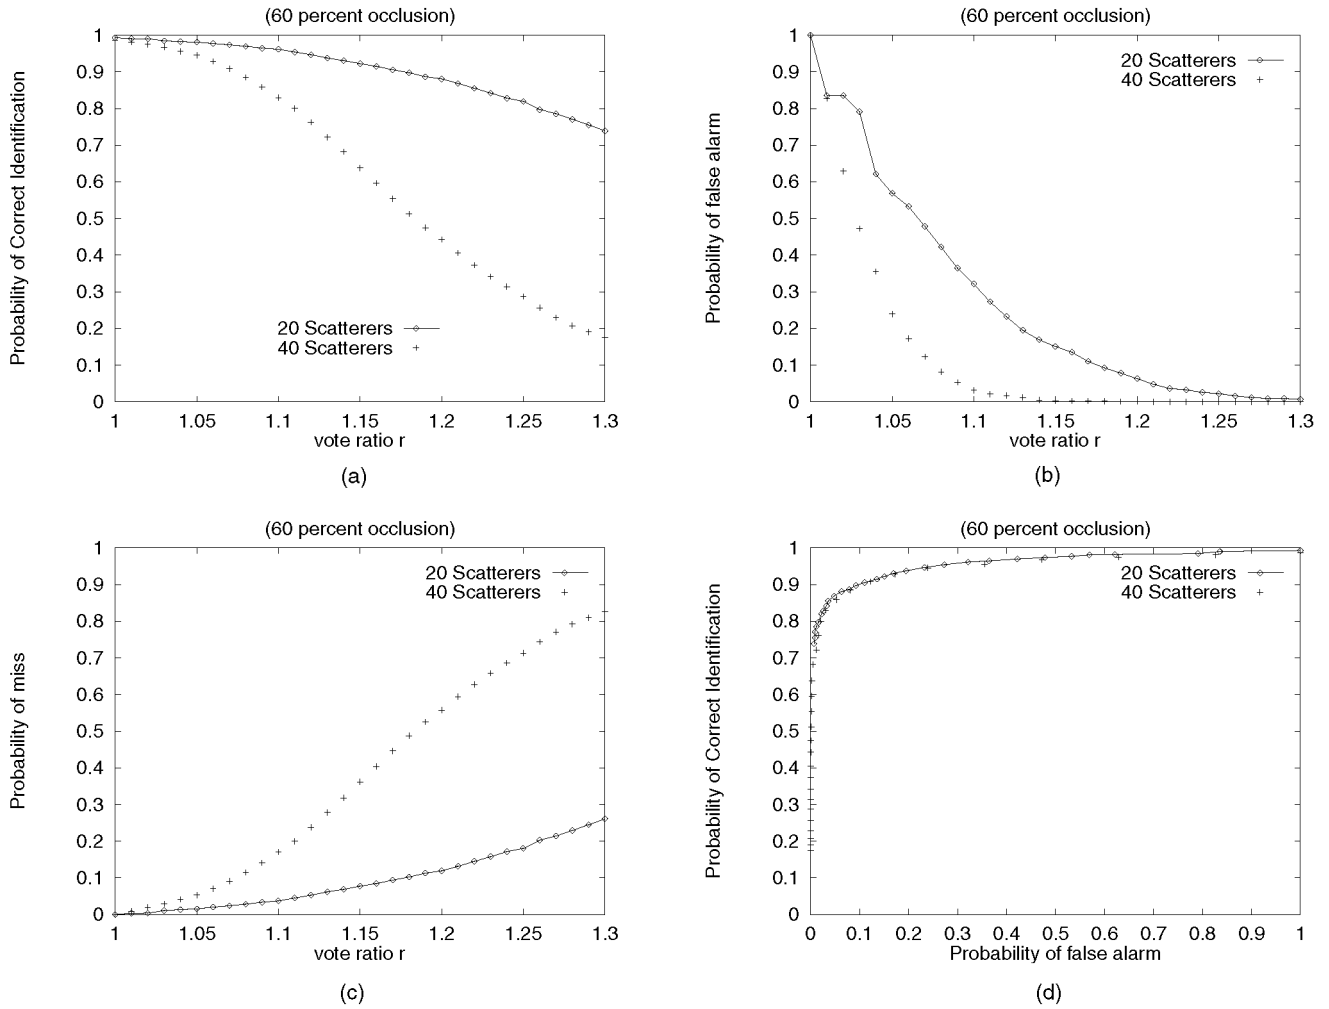 (60 percent occlusion)
Probability of Correct Identification
1
0.9
0.8
0.7
0.6
0.5
0.4
0.3
0.2
0.1
0
20 Scatterers
40 Scatterers
1 1.05 1.1 1.15 1.2 1.25 1.3
vote ratio r
(a)
(60 percent occlusion)
Probability of false alarm
1
0.9
0.8
0.7
0.6
0.5
0.4
0.3
0.2
0.1
0
20 Scatterers
40 Scatterers
1 1.05 1.1 1.15 1.2 1.25 1.3
vote ratio r
(b)
(60 percent occlusion)
Probability of miss
1
0.9
0.8
0.7
0.6
0.5
0.4
0.3
0.2
0.1
0
20 Scatterers
40 Scatterers
1 1.05 1.1 1.15 1.2 1.25 1.3
vote ratio r
(c)
(60 percent occlusion)
Probability of Correct Identification
1
0.9
0.8
0.7
0.6
0.5
0.4
0.3
0.2
0.1
0
20 Scatterers
40 Scatterers
0 0.1 0.2 0.3 0.4 0.5 0.6 0.7 0.8 0.9 1
Probability of false alarm
(d)